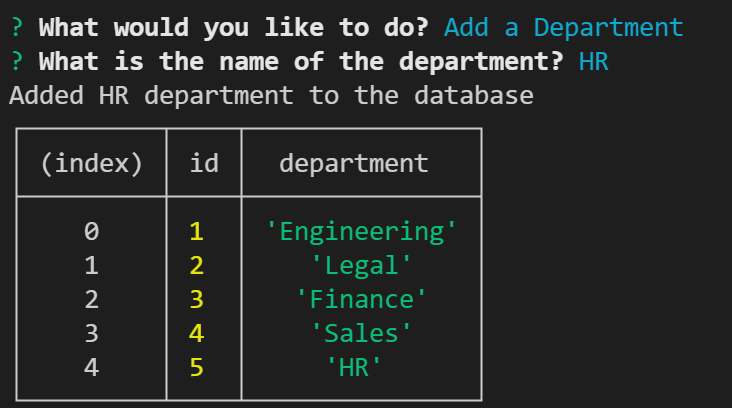 ? What would you like to do? Add a Department
? What is the name of the department? HR
Added HR department to the database
(index) id department
0 1 'Engineering'
1 2 'Legal'
2 3 'Finance'
3 4 'Sales'
4 5 'HR'